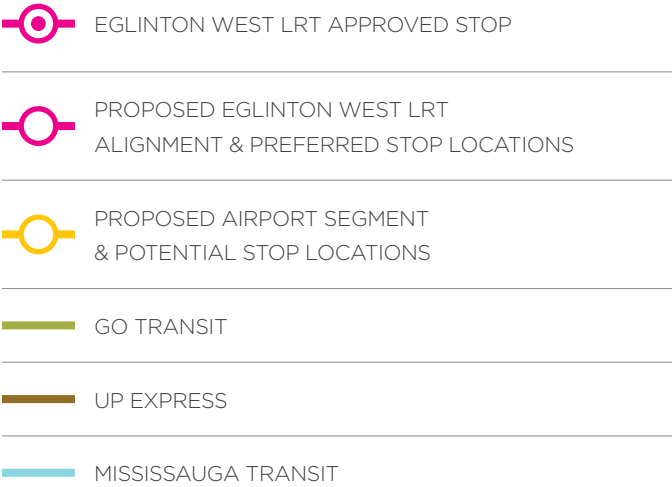 EGLINTON WEST LRT APPROVED STOP
PROPOSED EGLINTON WEST LRT
ALIGNMENT & PREFERRED STOP LOCATIONS
PROPOSED AIRPORT SEGMENT
& POTENTIAL STOP LOCATIONS
GO TRANSIT
UP EXPRESS
MISSISSAUGA TRANSIT